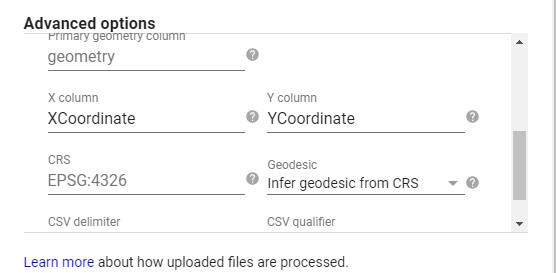 Advanced options
Primary geometry column
geometry
X column
Y column
XCoordinate
YCoordinate
CRS
Geodesic
EPSG:4326
Infer geodesic from CRS
CSV delimiter
CSV qualifier
Learn more about how uploaded files are processed.